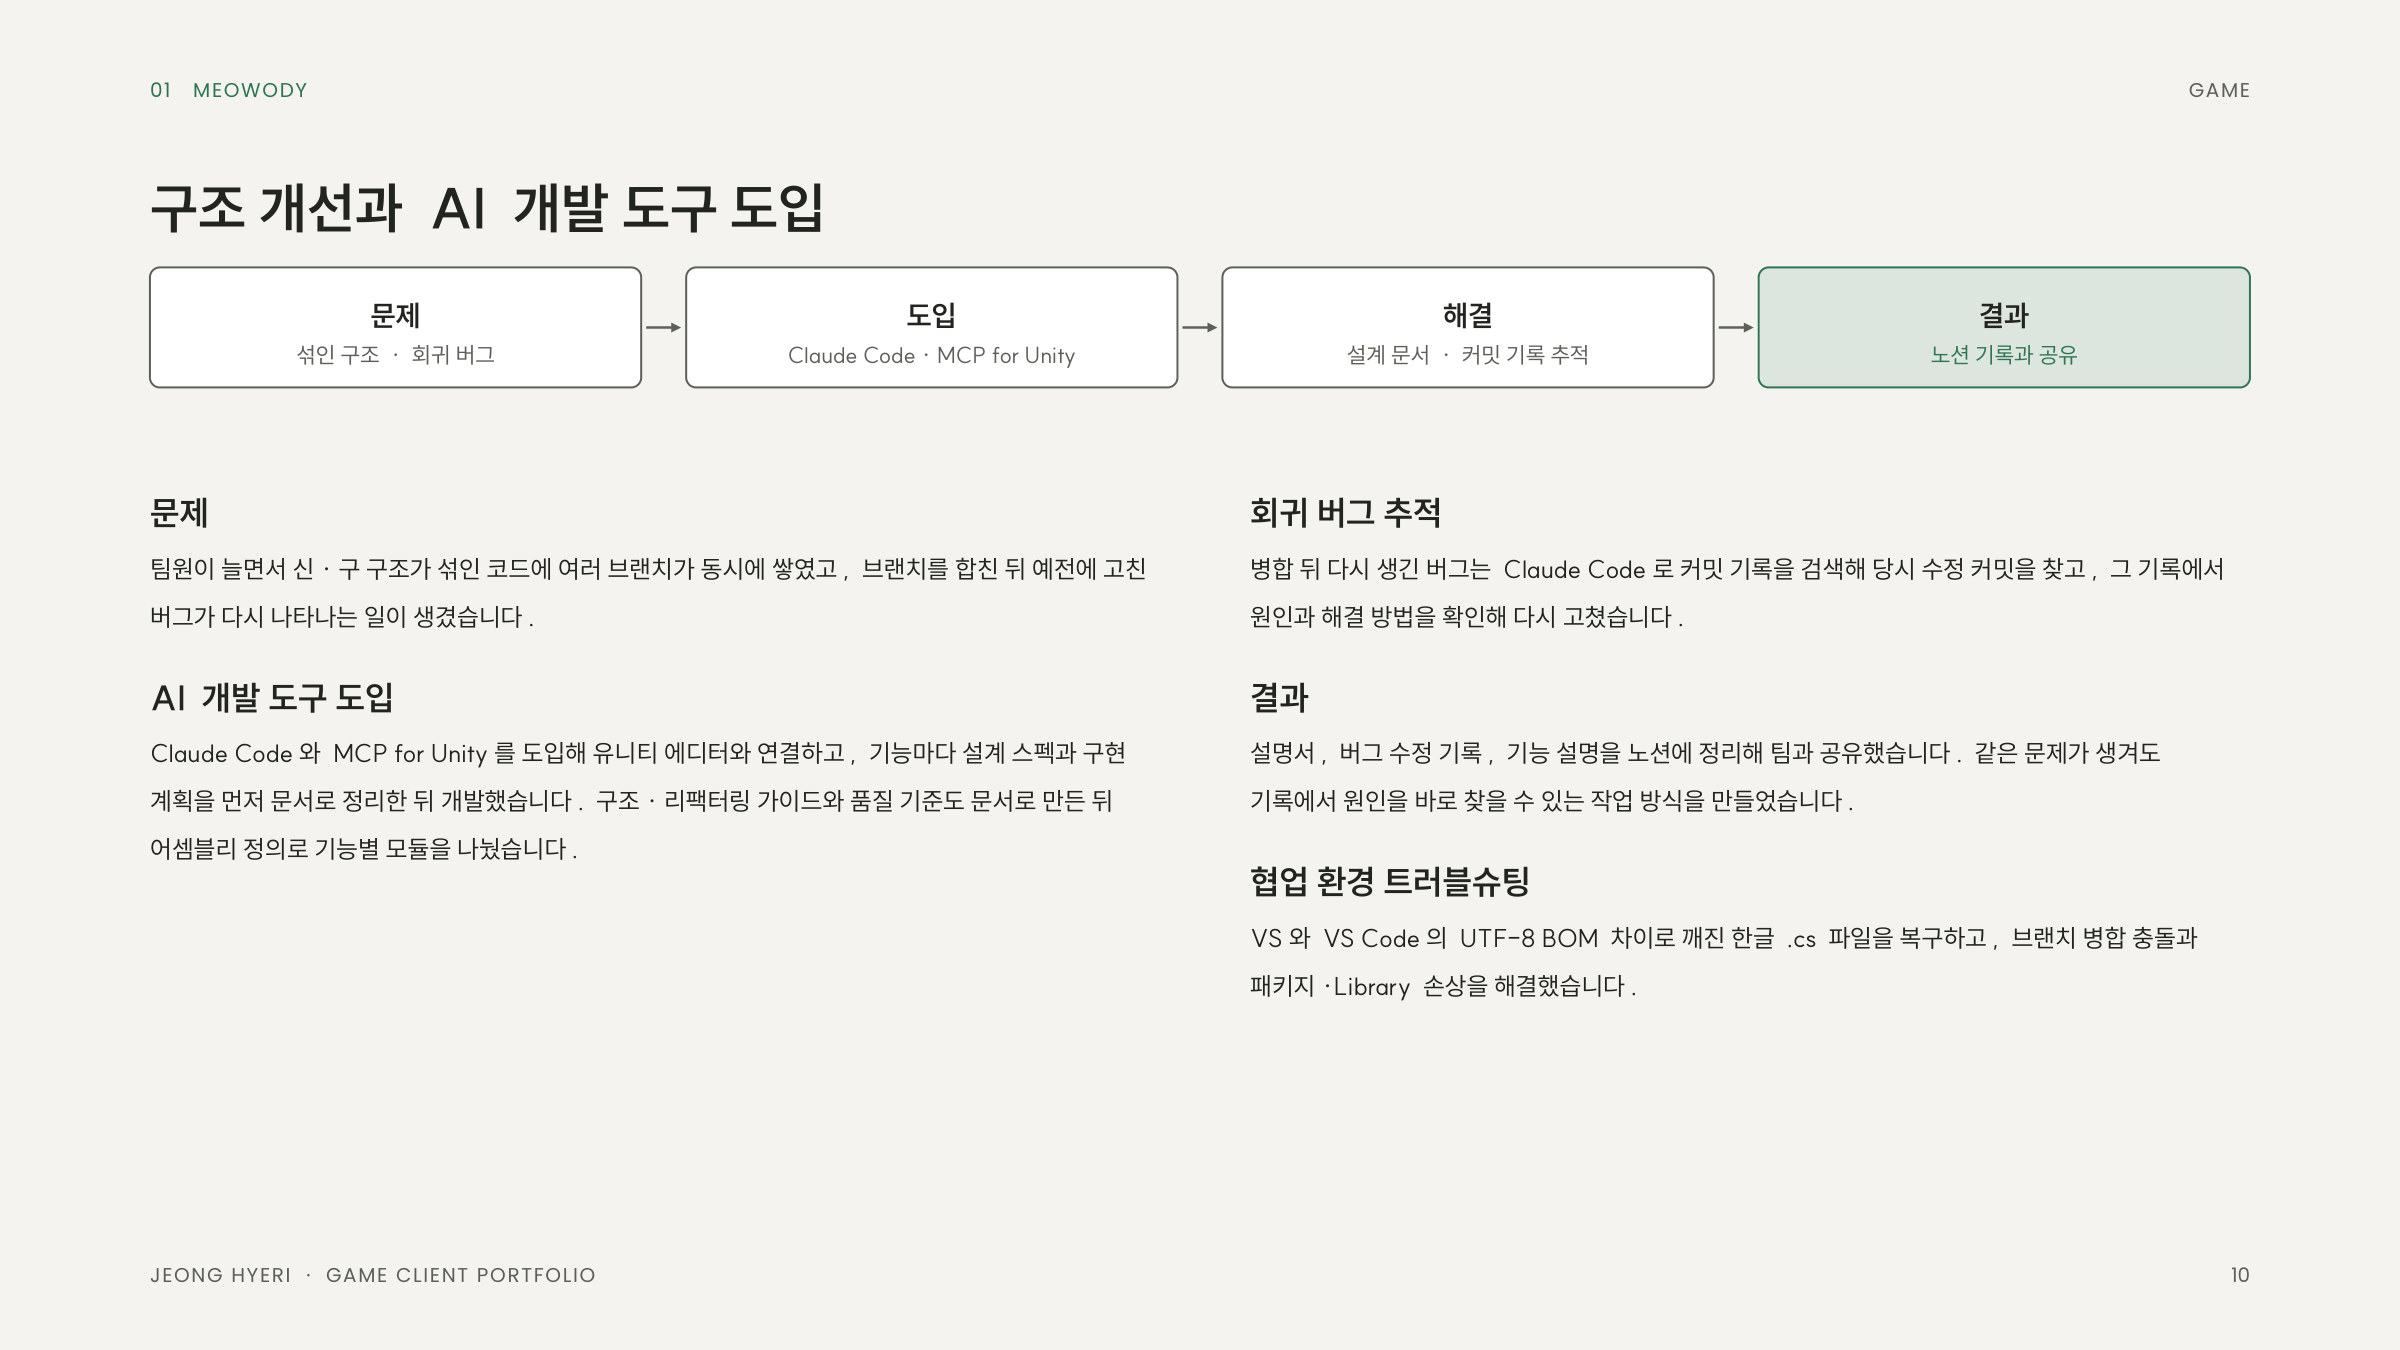 01 MEOWODY
GAME
구조 개선과 AI 개발 도구 도입
문제
섞인 구조 · 회귀 버그
도입
Claude Code · MCP for Unity
해결
설계 문서 · 커밋 기록 추적
결과
노션 기록과 공유
문제
팀원이 늘면서 신·구 구조가 섞인 코드에 여러 브랜치가 동시에 쌓였고, 브랜치를 합친 뒤 예전에 고친
버그가 다시 나타나는 일이 생겼습니다.
AI 개발 도구 도입
Claude Code와 MCP for Unity를 도입해 유니티 에디터와 연결하고, 기능마다 설계 스펙과 구현
계획을 먼저 문서로 정리한 뒤 개발했습니다. 구조·리팩터링 가이드와 품질 기준도 문서로 만든 뒤
어셈블리 정의로 기능별 모듈을 나눴습니다.
회귀 버그 추적
병합 뒤 다시 생긴 버그는 Claude Code로 커밋 기록을 검색해 당시 수정 커밋을 찾고, 그 기록에서
원인과 해결 방법을 확인해 다시 고쳤습니다.
결과
설명서, 버그 수정 기록, 기능 설명을 노션에 정리해 팀과 공유했습니다. 같은 문제가 생겨도
기록에서 원인을 바로 찾을 수 있는 작업 방식을 만들었습니다.
협업 환경 트러블슈팅
VS와 VS Code의 UTF-8 BOM 차이로 깨진 한글 .cs 파일을 복구하고, 브랜치 병합 충돌과
패키지·Library 손상을 해결했습니다.
JEONG HYERI · GAME CLIENT PORTFOLIO
10